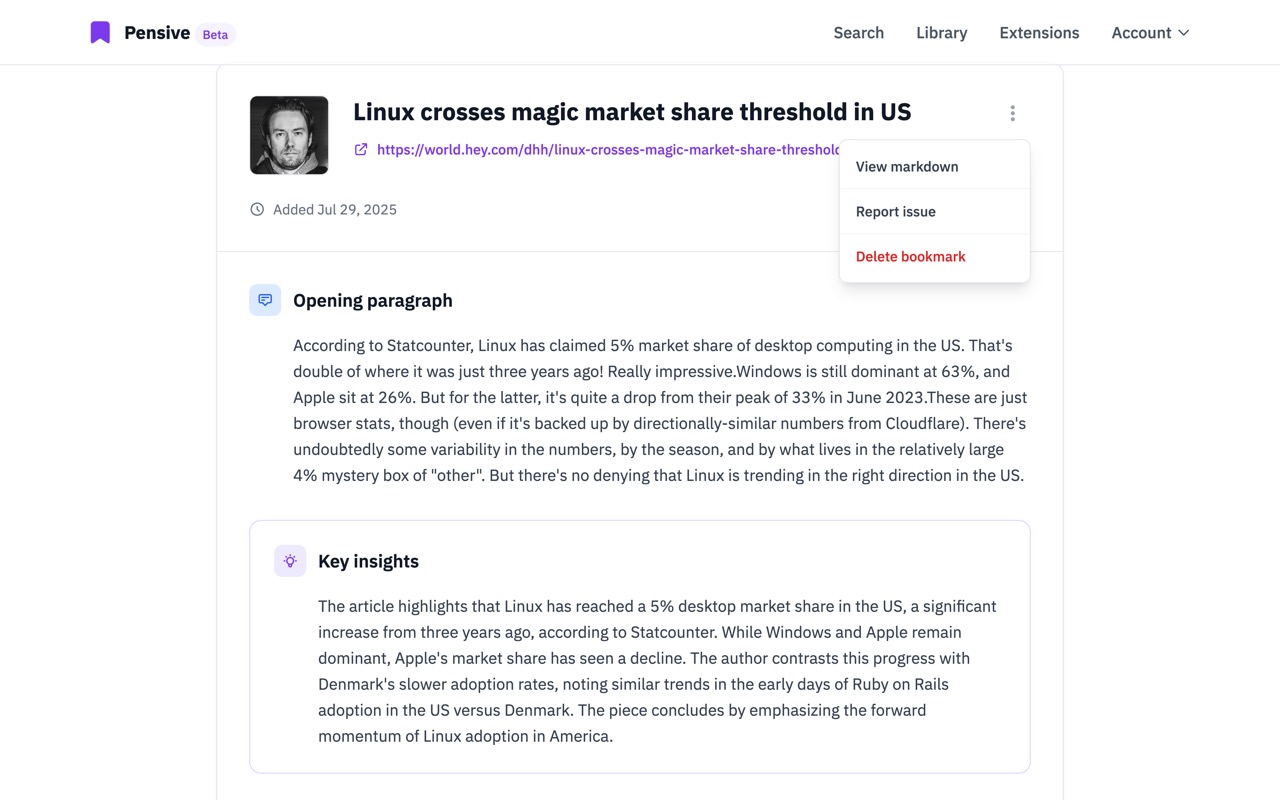 Pensive Beta
Search Library Extensions Account
Linux crosses magic market share threshold in US
https://world.hey.com/dhh/linux-crosses-magic-market-share-threshold
View markdown
Added Jul 29, 2025
Report issue
Delete bookmark
Opening paragraph
According to Statcounter, Linux has claimed 5% market share of desktop computing in the US. That's
double of where it was just three years ago! Really impressive.Windows is still dominant at 63%, and
Apple sit at 26%. But for the latter, it's quite a drop from their peak of 33% in June 2023.These are just
browser stats, though (even if it's backed up by directionally-similar numbers from Cloudflare). There's
undoubtedly some variability in the numbers, by the season, and by what lives in the relatively large
4% mystery box of "other". But there's no denying that Linux is trending in the right direction in the US.
Key insights
The article highlights that Linux has reached a 5% desktop market share in the US, a significant
increase from three years ago, according to Statcounter. While Windows and Apple remain
dominant, Apple's market share has seen a decline. The author contrasts this progress with
Denmark's slower adoption rates, noting similar trends in the early days of Ruby on Rails
adoption in the US versus Denmark. The piece concludes by emphasizing the forward
momentum of Linux adoption in America.